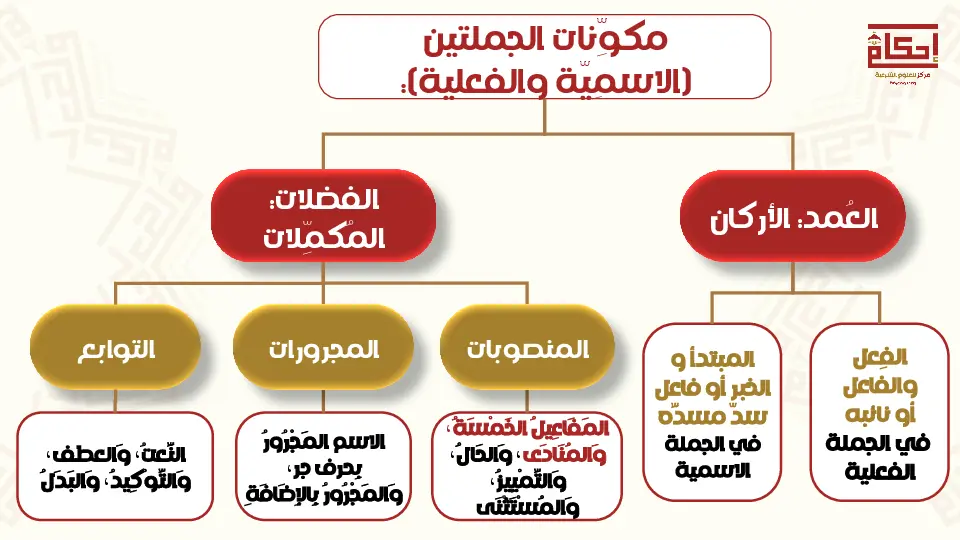 مكوِّنات الجملتين
(الاسميّة والفعلية):
إحكام
مركز للعلوم الشرعية
العُمد: الأركان
الفضلات:
المُكمِّلات
الفِعل
والفاعل
أو نائبه
في الجملة
الفعلية
المبتدأ و
الخبر أو فاعل
سدّ مسدّه
في الجملة
الاسمية
المنصوبات
المجرورات
التوابع
المَفَاعِيلُ الخَمْسَةُ،
وَالمُنَادَى، وَالحَالُ،
وَالتَّمْيِيزُ،
وَالمُسْتَثْنَى
الاسم المَجْرُورُ
بِحرف جر،
وَالمَجْرُورُ بِالإِضَافَةِ
النَّعتُ، وَالعطف،
وَالتَّوكِيدُ، وَالبَدَلُ